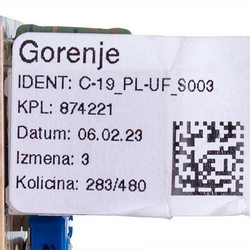 Gorenje
IDENT: C-19_PL-UF_S003
KPL: 874221
Datum: 06.02.23
Izmena: 3
Kolicina: 283/480